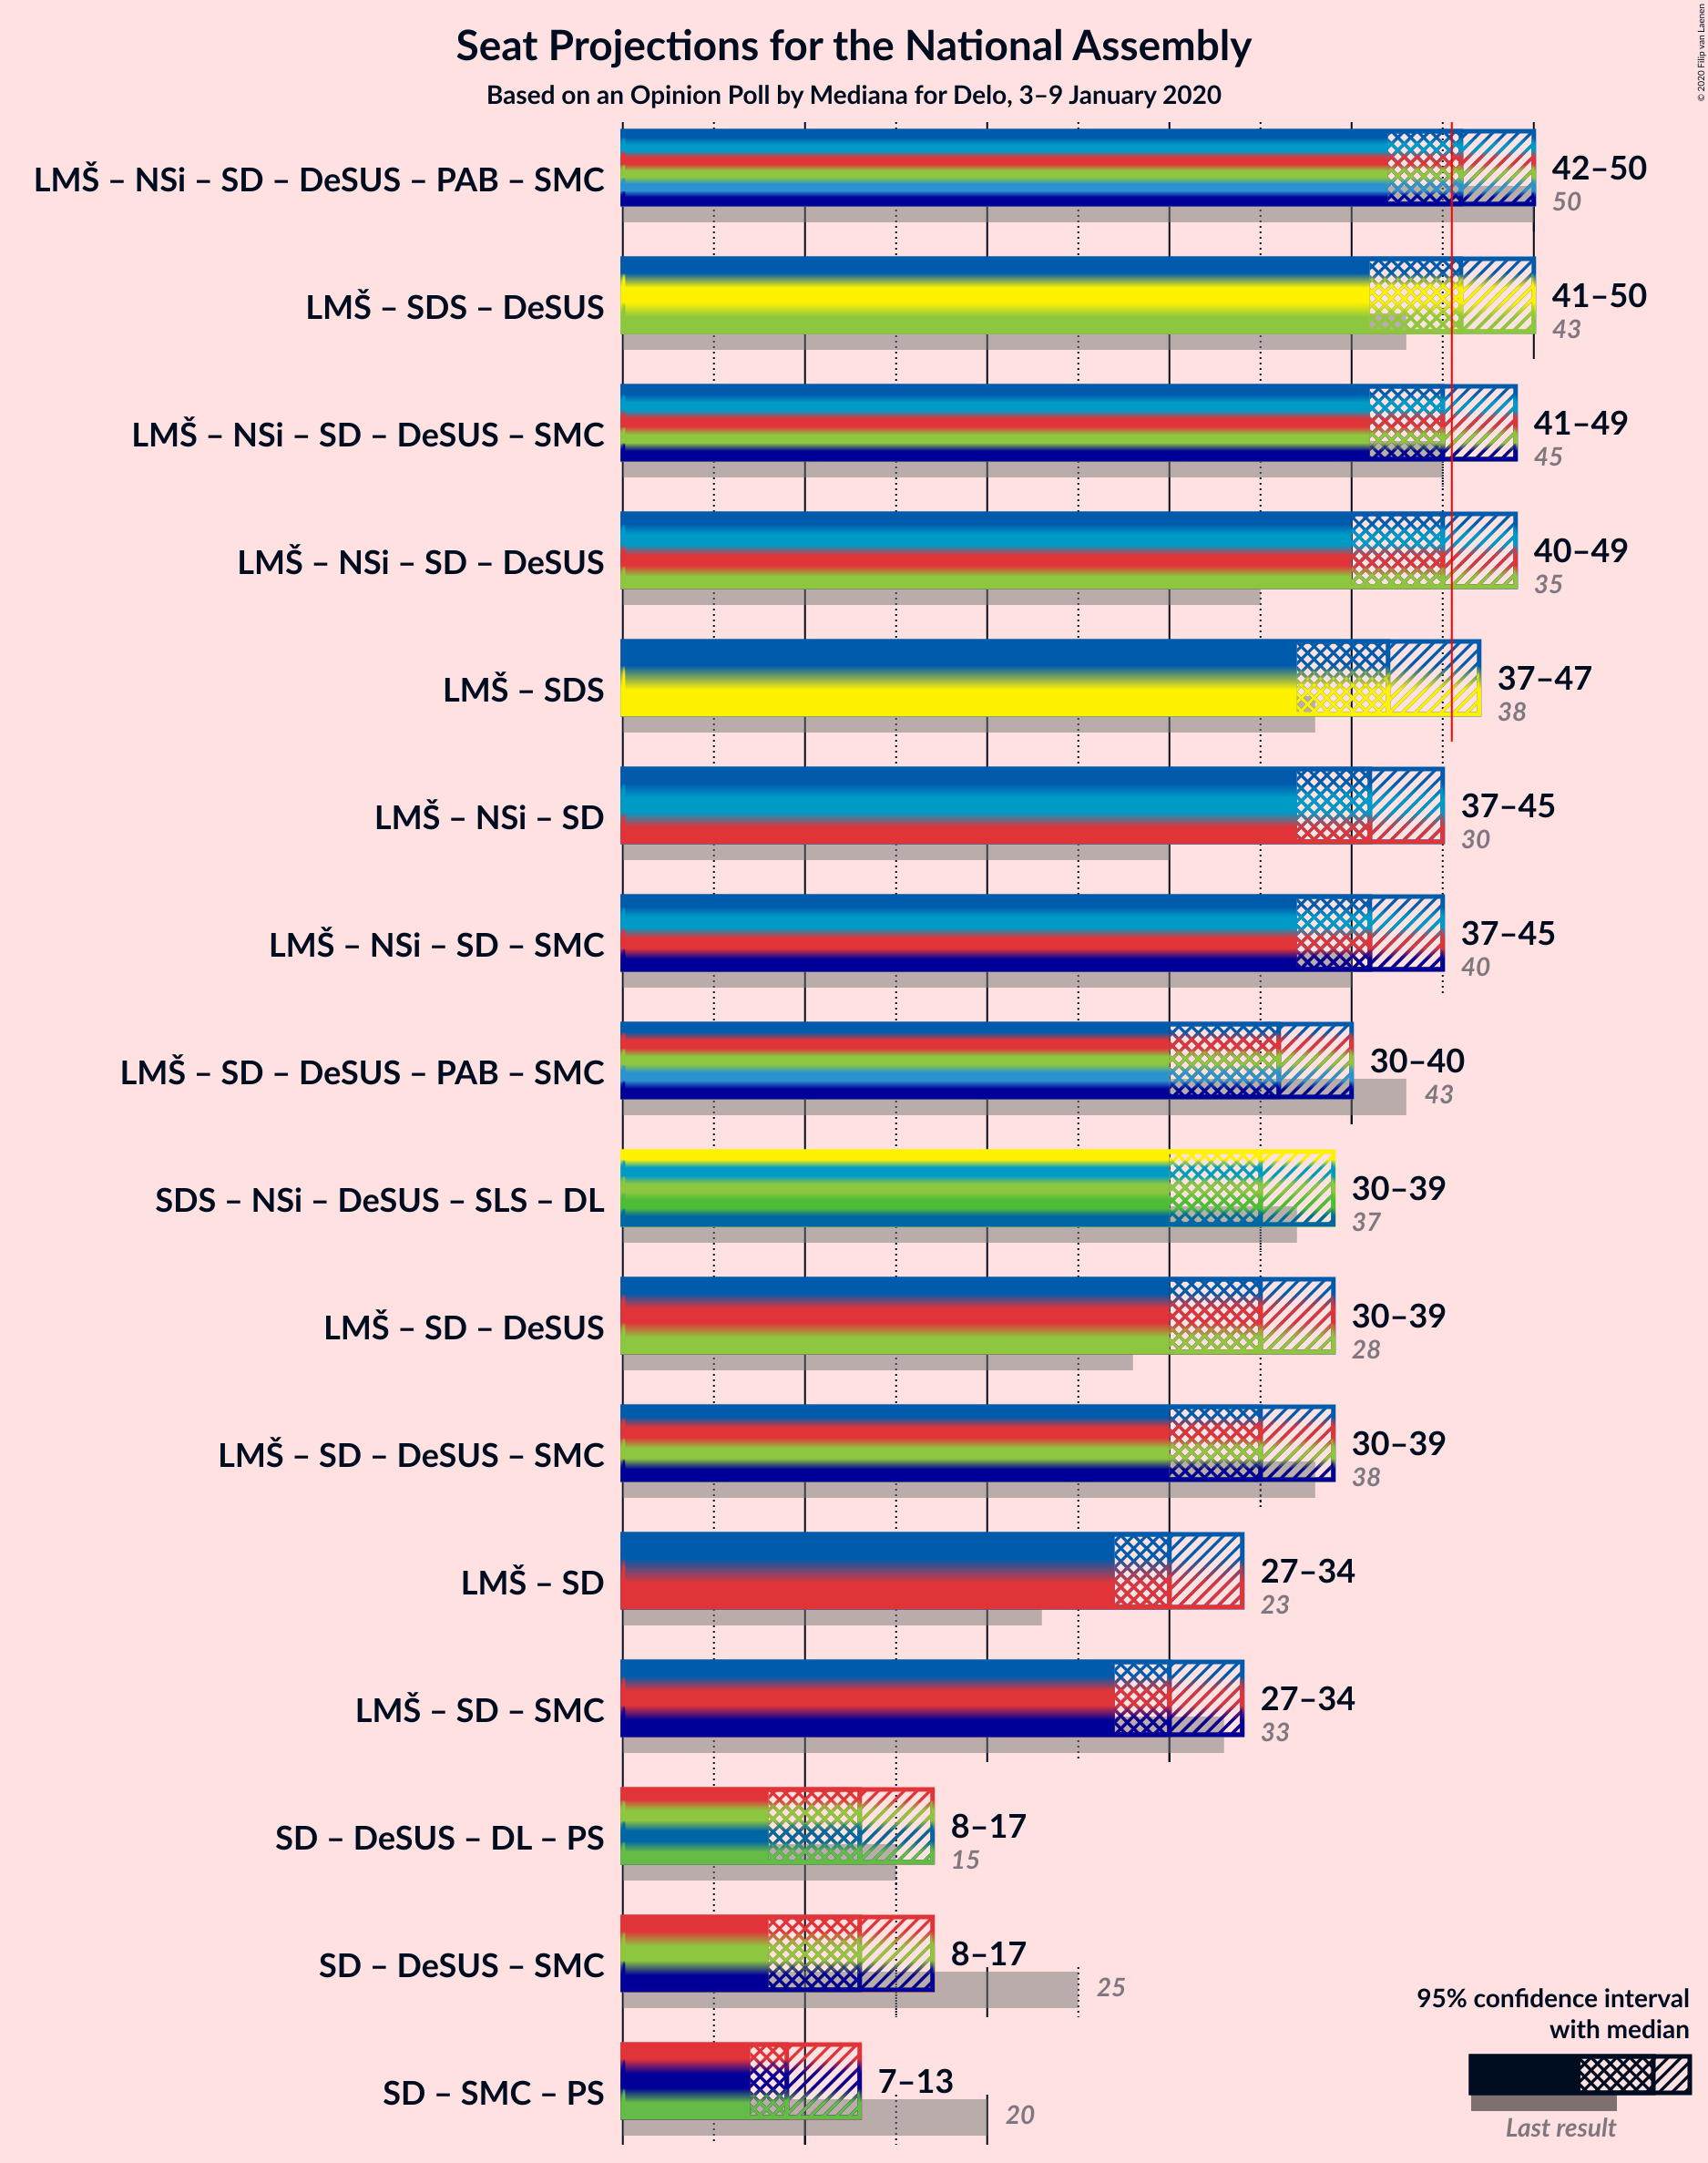 Seat Projections for the National Assembly
Based on an Opinion Poll by Mediana for Delo, 3–9 January 2020
© 2020 Filip van Laenen
LMŠ – NSi – SD – DeSUS – PAB – SMC
42–50
50
LMŠ – SDS – DeSUS
41–50
43
LMŠ – NSi – SD – DeSUS – SMC
41–49
45
LMŠ – NSi – SD – DeSUS
40–49
35
LMŠ – SDS
37–47
38
LMŠ – NSi – SD
37–45
30
LMŠ – NSi – SD – SMC
37–45
40
LMŠ – SD – DeSUS – PAB – SMC
30–40
43
SDS – NSi – DeSUS – SLS – DL
30–39
37
LMŠ – SD – DeSUS
30–39
28
LMŠ – SD – DeSUS – SMC
30–39
38
LMŠ – SD
27–34
23
LMŠ – SD – SMC
27–34
33
SD – DeSUS – DL – PS
8–17
15
SD – DeSUS – SMC
8–17
25
SD – SMC – PS
7–13
20
95% confidence interval
with median
Last result